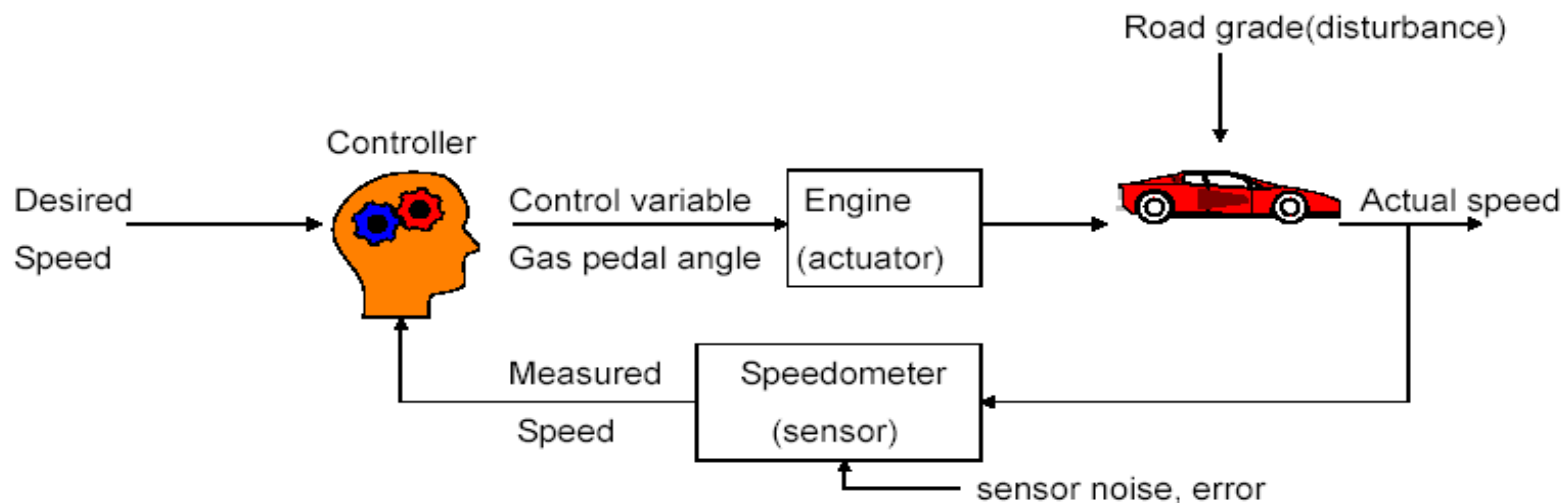 Road grade(disturbance)
Controller
Desired
Speed
Control variable
Gas pedal angle
Engine
(actuator)
Actual speed
Measured
Speed
Speedometer
(sensor)
sensor noise, error